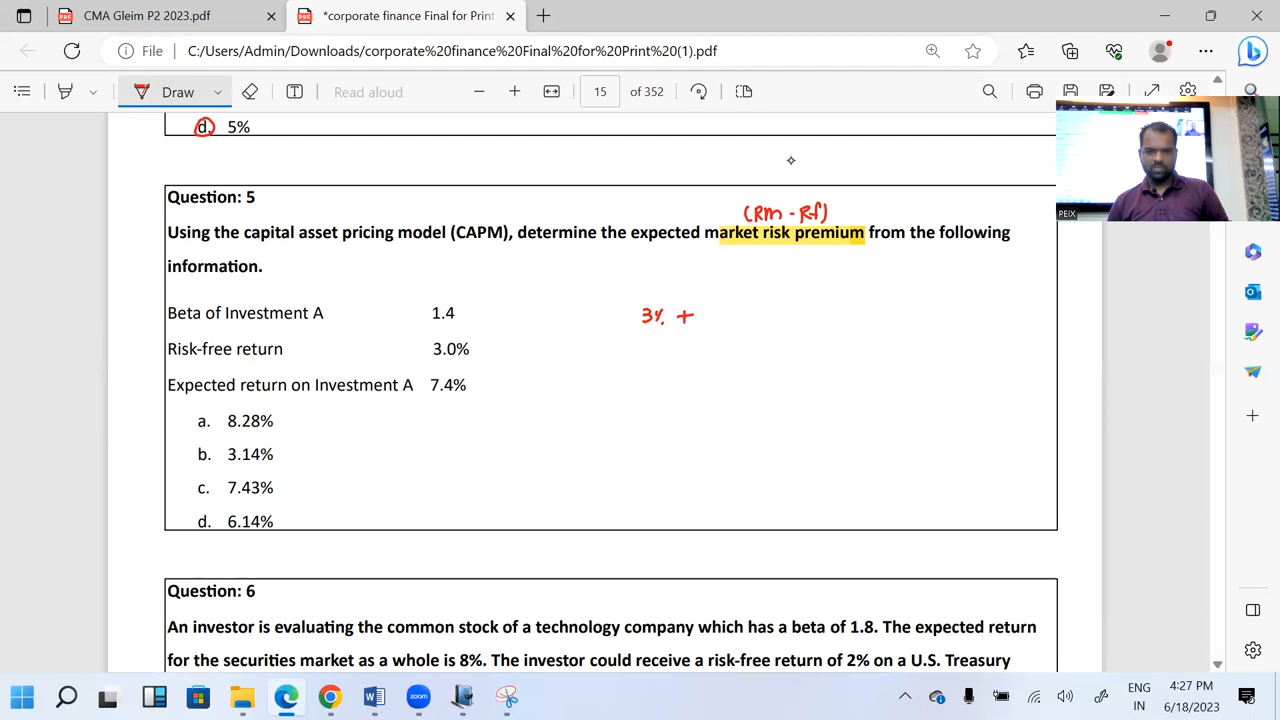 CMA Gleim P2 2023.pdf
*corporate finance Final for Print
File
C:/Users/Admin/Downloads/corporate%20finance%20Final%20for%20Print%20(1).pdf
Draw
Read aloud
15
of 352
d. 5%
PEIX
Question: 5
(Rm - Rf)
Using the capital asset pricing model (CAPM), determine the expected market risk premium from the following
information.
Beta of Investment A 1.4
3% +
Risk-free return 3.0%
Expected return on Investment A 7.4%
a. 8.28%
b. 3.14%
c. 7.43%
d. 6.14%
Question: 6
An investor is evaluating the common stock of a technology company which has a beta of 1.8. The expected return
for the securities market as a whole is 8%. The investor could receive a risk-free return of 2% on a U.S. Treasury
zoom
ENG
IN
4:27 PM
6/18/2023